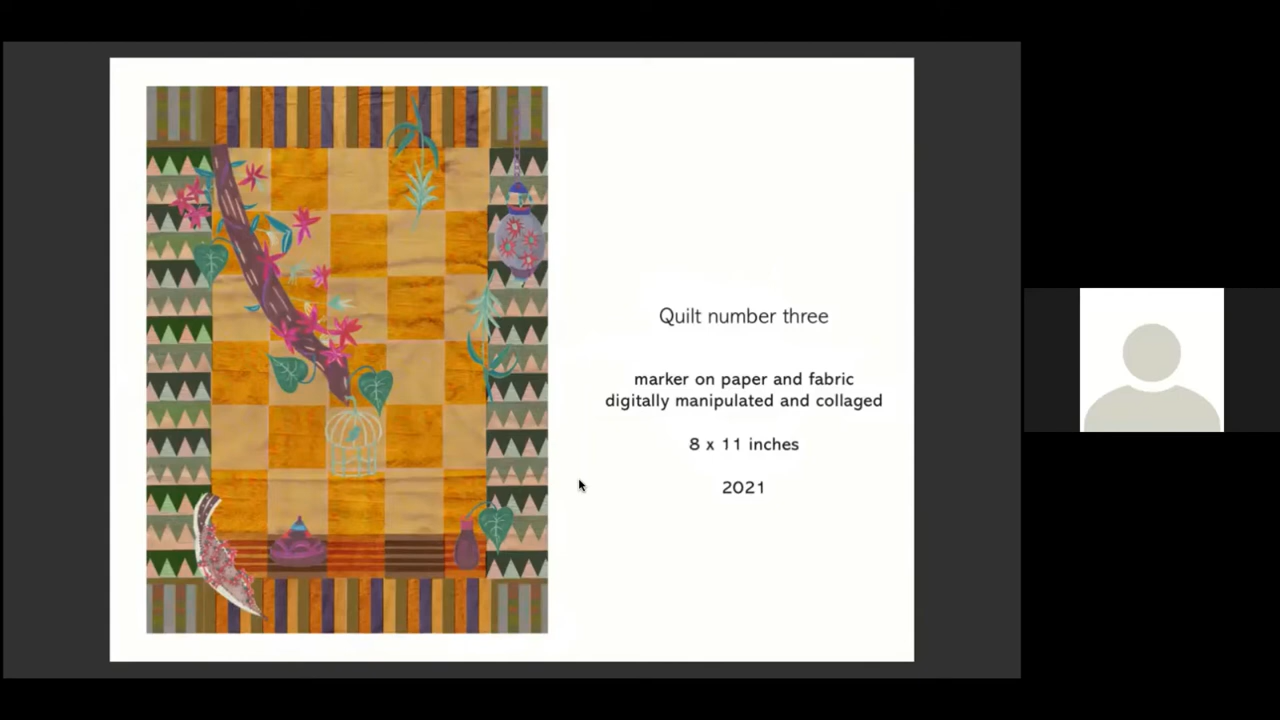 Quilt number three
marker on paper and fabric
digitally manipulated and collaged
8 x 11 inches
2021